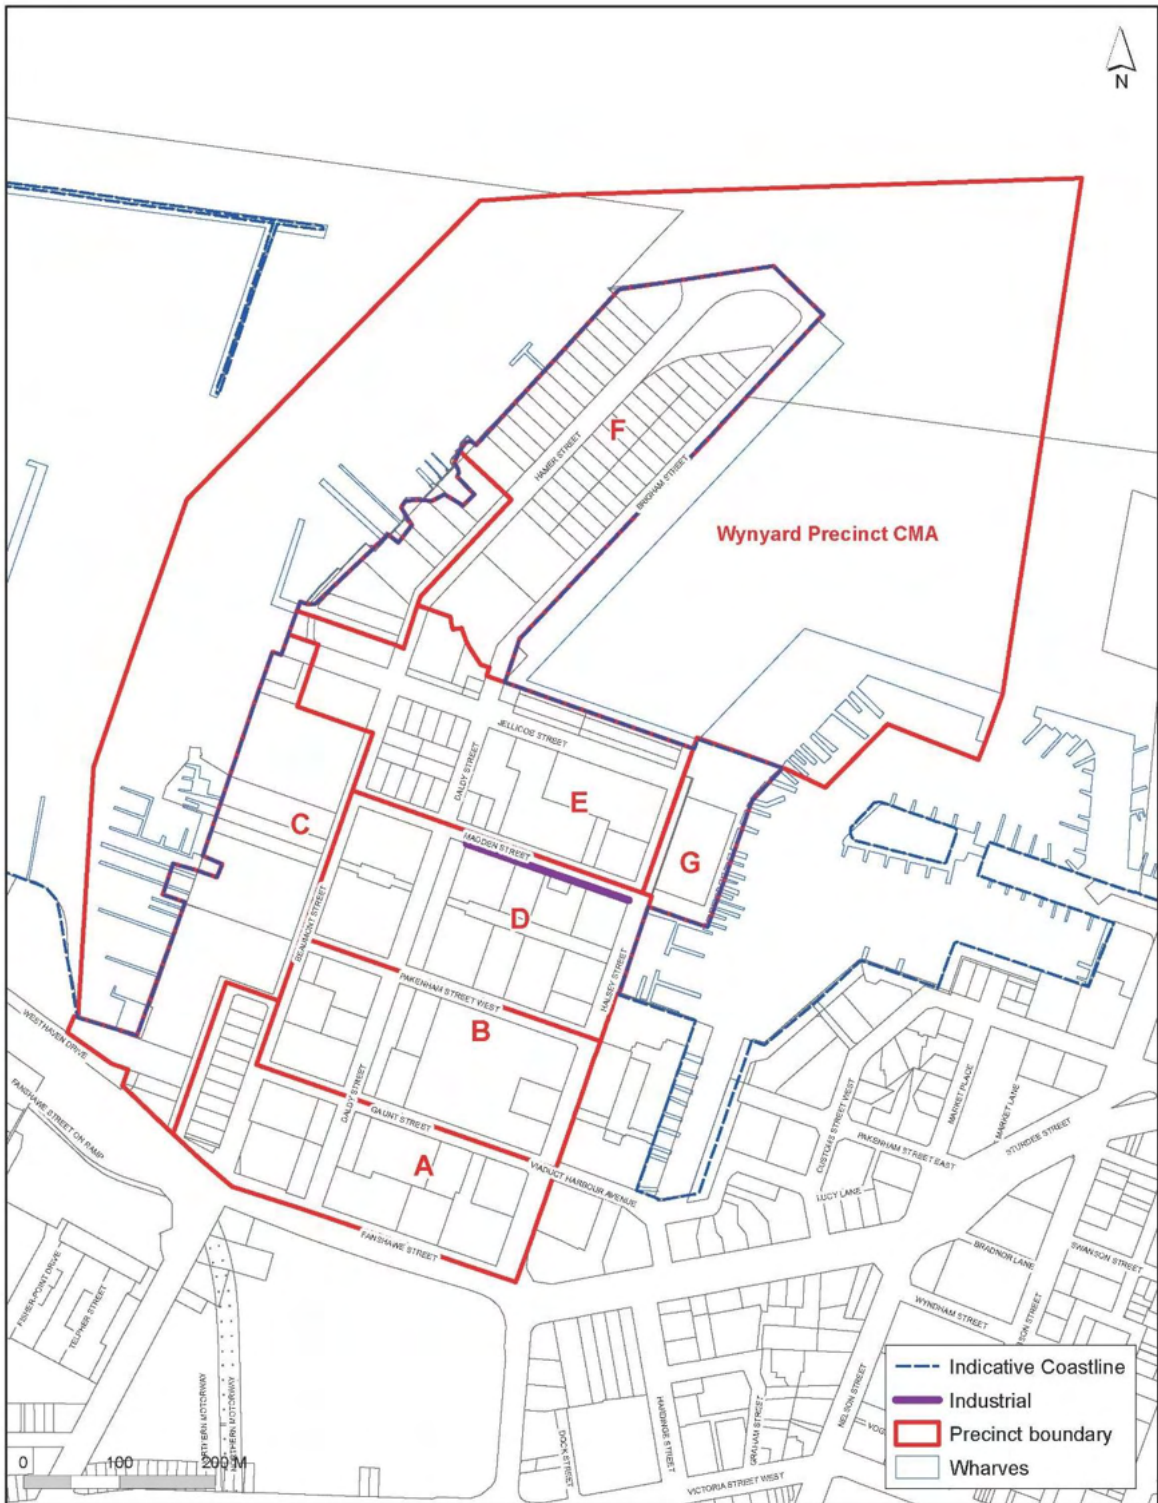 N
F
HAMER STREET
BRIGHAM STREET
Wynyard Precinct CMA
JELLICOE STREET
DALDY STREET
E
C
MADDEN STREET
G
D
BEAUMONT STREET
PAKENHAM STREET WEST
HALSEY STREET
B
WESTHAVEN DRIVE
FANSHAWE STREET ON RAMP
DALDY STREET
GAUNT STREET
A
VIADUCT HARBOUR AVENUE
FANSHAWE STREET
CUSTOMS STREET WEST
MARKET PLACE
MARKET LANE
STURDEE STREET
PAKENHAM STREET EAST
LUCY LANE
BRADNOR LANE
SWANSON STREET
WYNDHAM STREET
FISHER-POINT DRIVE
TELPHER STREET
NORTHERN MOTORWAY
NELSON STREET
HARDINGE STREET
GRAHAM STREET
DOCK STREET
VICTORIA STREET WEST
0 100 200 M
Indicative Coastline
Industrial
Precinct boundary
Wharves